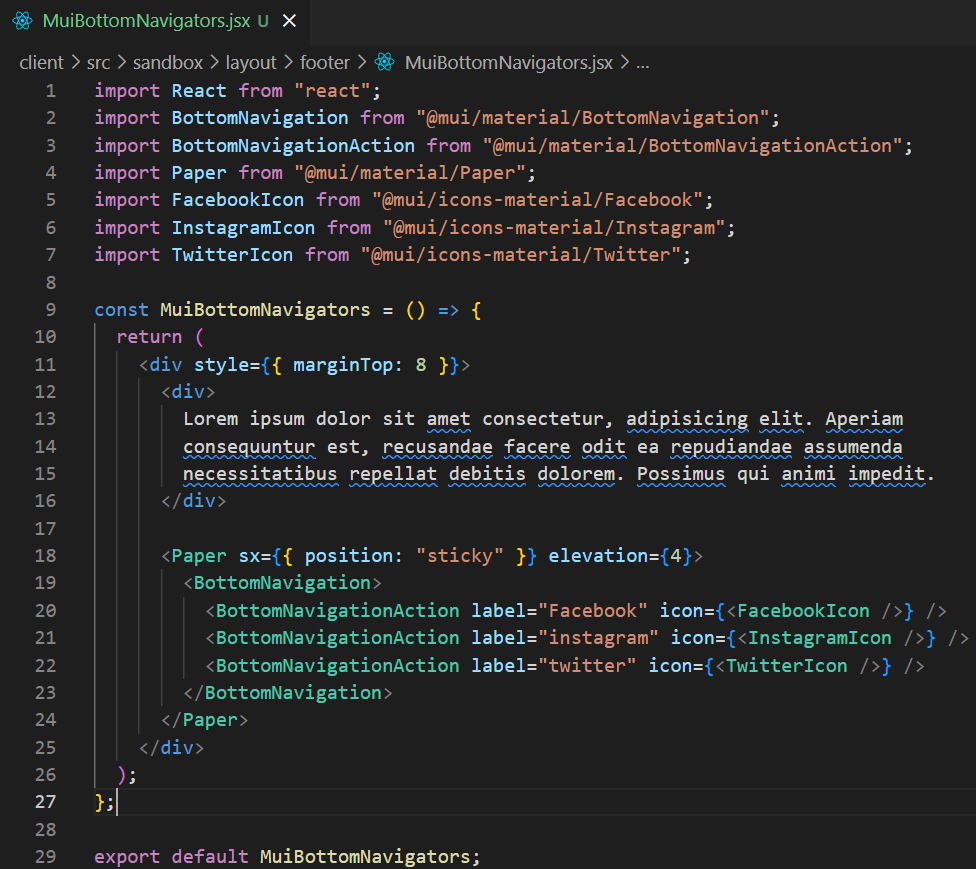 MuiBottomNavigators.jsx U
client > src > sandbox > layout > footer > MuiBottomNavigators.jsx > ...
1 import React from "react";
2 import BottomNavigation from "@mui/material/BottomNavigation";
3 import BottomNavigationAction from "@mui/material/BottomNavigationAction";
4 import Paper from "@mui/material/Paper";
5 import FacebookIcon from "@mui/icons-material/Facebook";
6 import InstagramIcon from "@mui/icons-material/Instagram";
7 import TwitterIcon from "@mui/icons-material/Twitter";
8
9 const MuiBottomNavigators = () => {
10   return (
11     <div style={{ marginTop: 8 }}>
12       <div>
13         Lorem ipsum dolor sit amet consectetur, adipisicing elit. Aperiam
14         consequuntur est, recusandae facere odit ea repudiandae assumenda
15         necessitatibus repellat debitis dolorem. Possimus qui animi impedit.
16       </div>
17
18       <Paper sx={{ position: "sticky" }} elevation={4}>
19         <BottomNavigation>
20           <BottomNavigationAction label="Facebook" icon={<FacebookIcon />} />
21           <BottomNavigationAction label="instagram" icon={<InstagramIcon />} />
22           <BottomNavigationAction label="twitter" icon={<TwitterIcon />} />
23         </BottomNavigation>
24       </Paper>
25     </div>
26   );
27 };
28
29 export default MuiBottomNavigators;